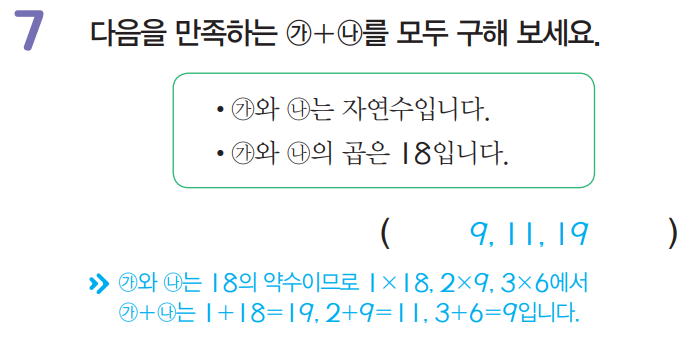 7 다음을 만족하는 ㉮+㉯를 모두 구해 보세요.
• ㉮와 ㉯는 자연수입니다.
• ㉮와 ㉯의 곱은 18입니다.
( 9, 11, 19 )
≫ ㉮와 ㉯는 18의 약수이므로 1×18, 2×9, 3×6에서
㉮+㉯는 1+18=19, 2+9=11, 3+6=9입니다.